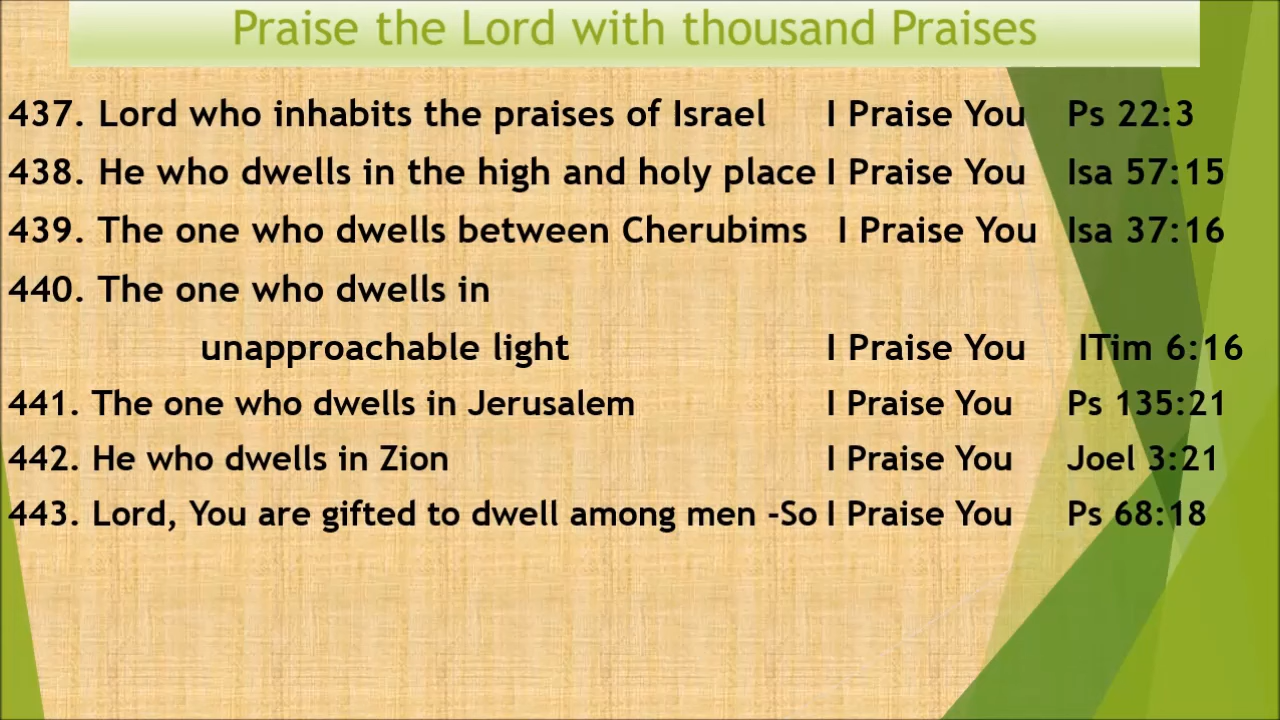 Praise the Lord with thousand Praises
437. Lord who inhabits the praises of Israel I Praise You Ps 22:3
438. He who dwells in the high and holy place I Praise You Isa 57:15
439. The one who dwells between Cherubims I Praise You Isa 37:16
440. The one who dwells in
unapproachable light I Praise You ITim 6:16
441. The one who dwells in Jerusalem I Praise You Ps 135:21
442. He who dwells in Zion I Praise You Joel 3:21
443. Lord, You are gifted to dwell among men -So I Praise You Ps 68:18